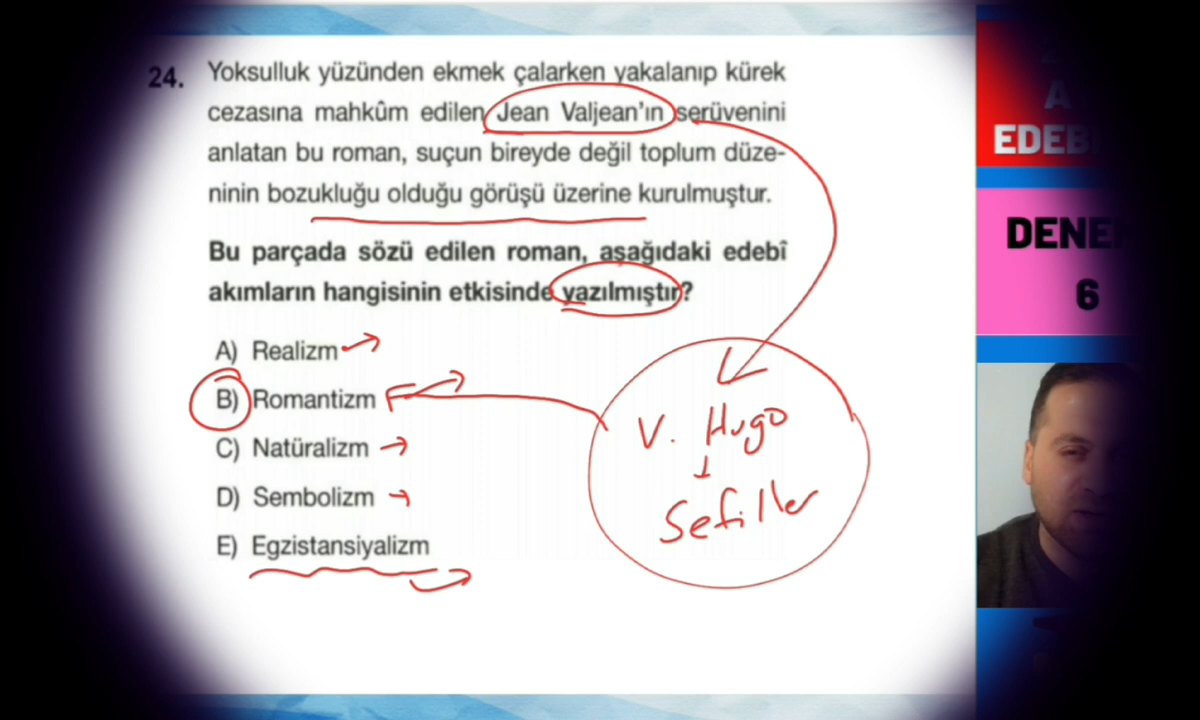 24. Yoksulluk yüzünden ekmek çalarken yakalanıp kürek
cezasına mahkûm edilen Jean Valjean'ın serüvenini
anlatan bu roman, suçun bireyde değil toplum düze-
ninin bozukluğu olduğu görüşü üzerine kurulmuştur.
Bu parçada sözü edilen roman, aşağıdaki edebî
akımların hangisinin etkisinde yazılmıştır?
A) Realizm
B) Romantizm
C) Natüralizm
D) Sembolizm
E) Egzistansiyalizm
V. Hugo
Sefiller
6